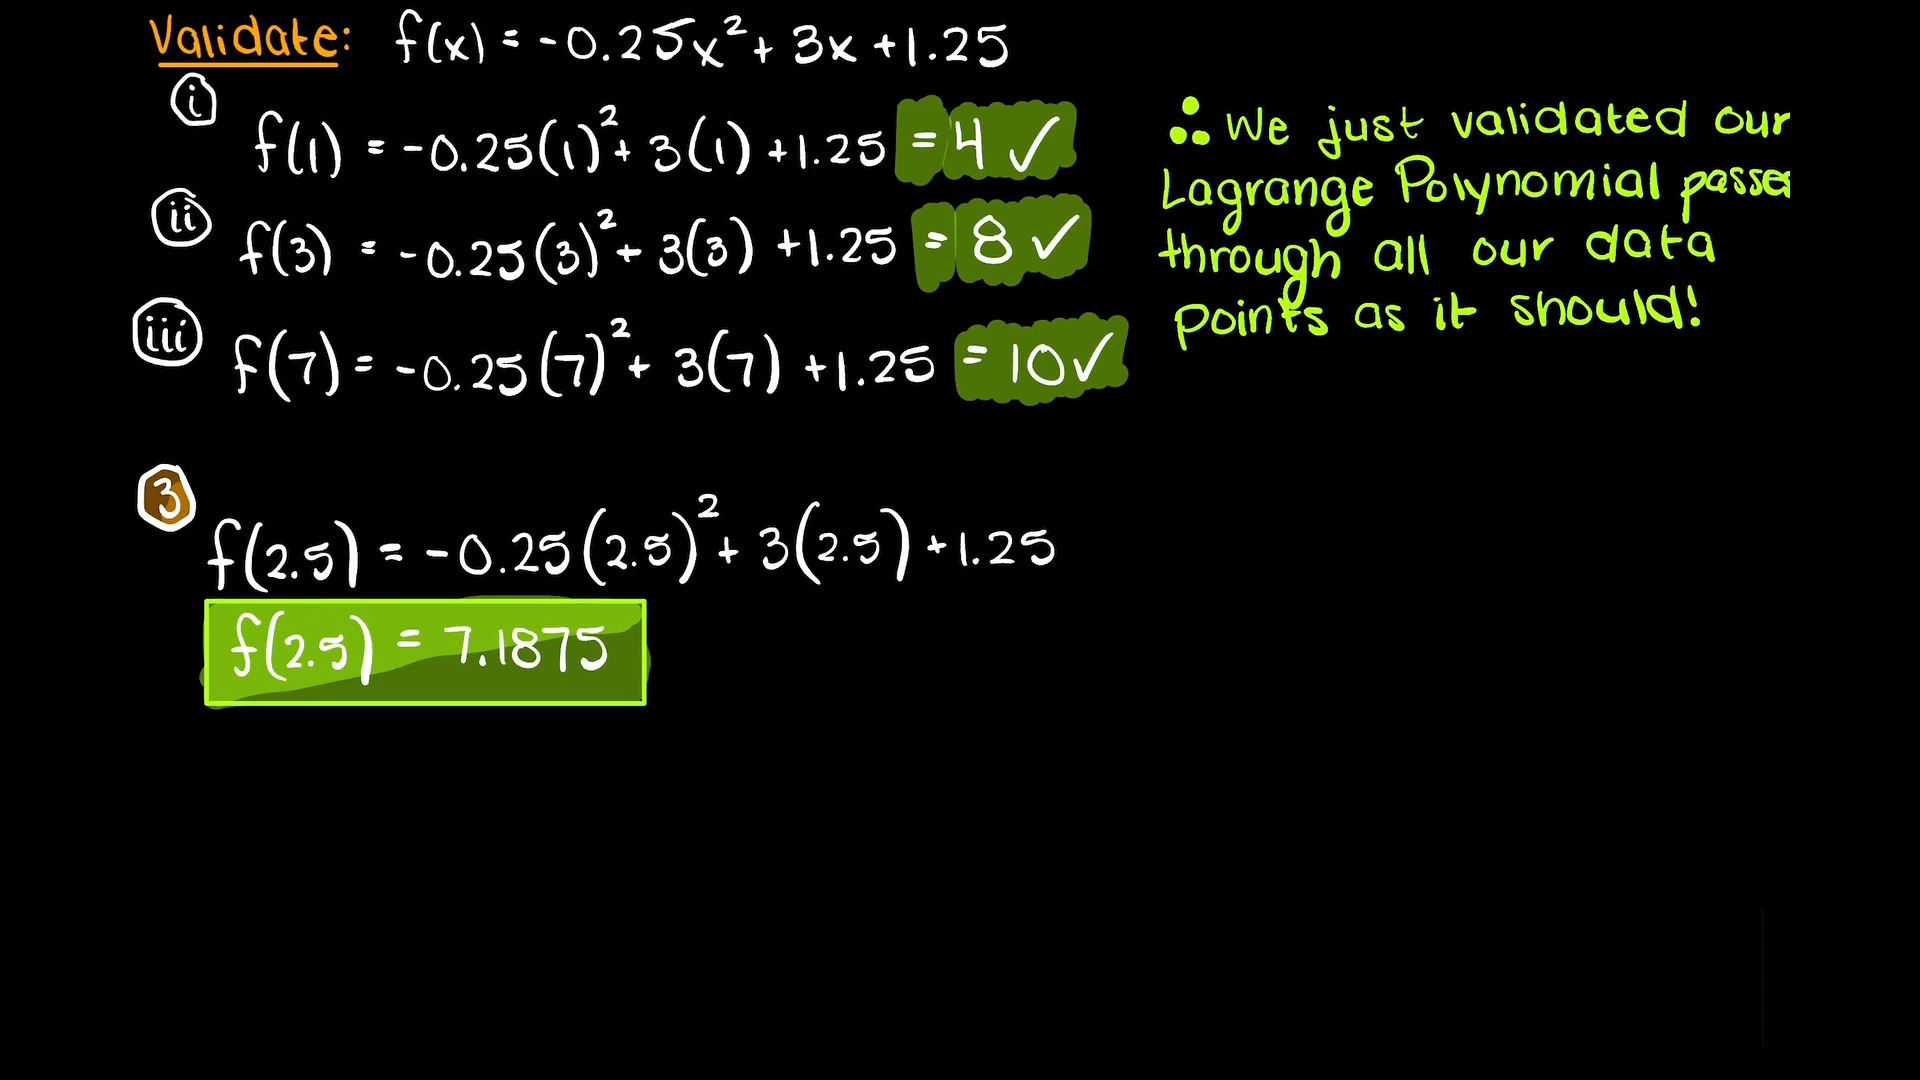 Validate: f(x) = -0.25x² + 3x + 1.25
i
f(1) = -0.25(1)² + 3(1) + 1.25 = 4 ✓
ii
f(3) = -0.25(3)² + 3(3) + 1.25 = 8 ✓
iii
f(7) = -0.25(7)² + 3(7) + 1.25 = 10 ✓
∴ We just validated our
Lagrange Polynomial passes
through all our data
points as it should!
3
f(2.5) = -0.25(2.5)² + 3(2.5) + 1.25
f(2.5) = 7.1875